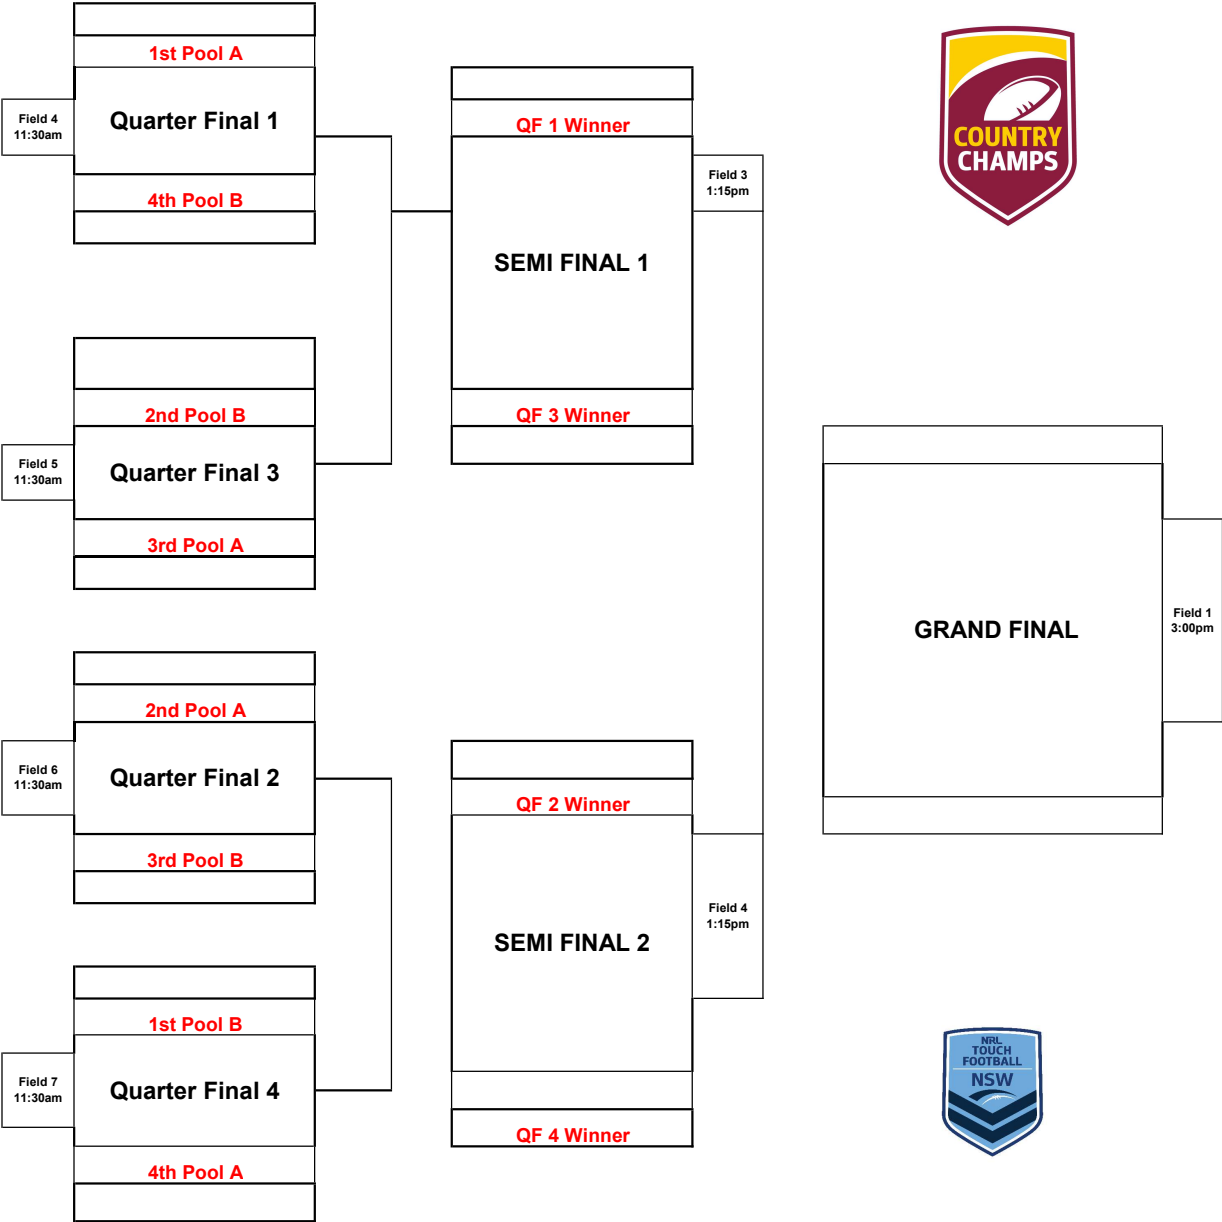 1st Pool A
Field 4
11:30am
Quarter Final 1
4th Pool B
2nd Pool B
Field 5
11:30am
Quarter Final 3
3rd Pool A
2nd Pool A
Field 6
11:30am
Quarter Final 2
3rd Pool B
1st Pool B
Field 7
11:30am
Quarter Final 4
4th Pool A
QF 1 Winner
SEMI FINAL 1
QF 3 Winner
Field 3
1:15pm
QF 2 Winner
SEMI FINAL 2
QF 4 Winner
Field 4
1:15pm
COUNTRY
CHAMPS
GRAND FINAL
Field 1
3:00pm
NRL
TOUCH
FOOTBALL
NSW